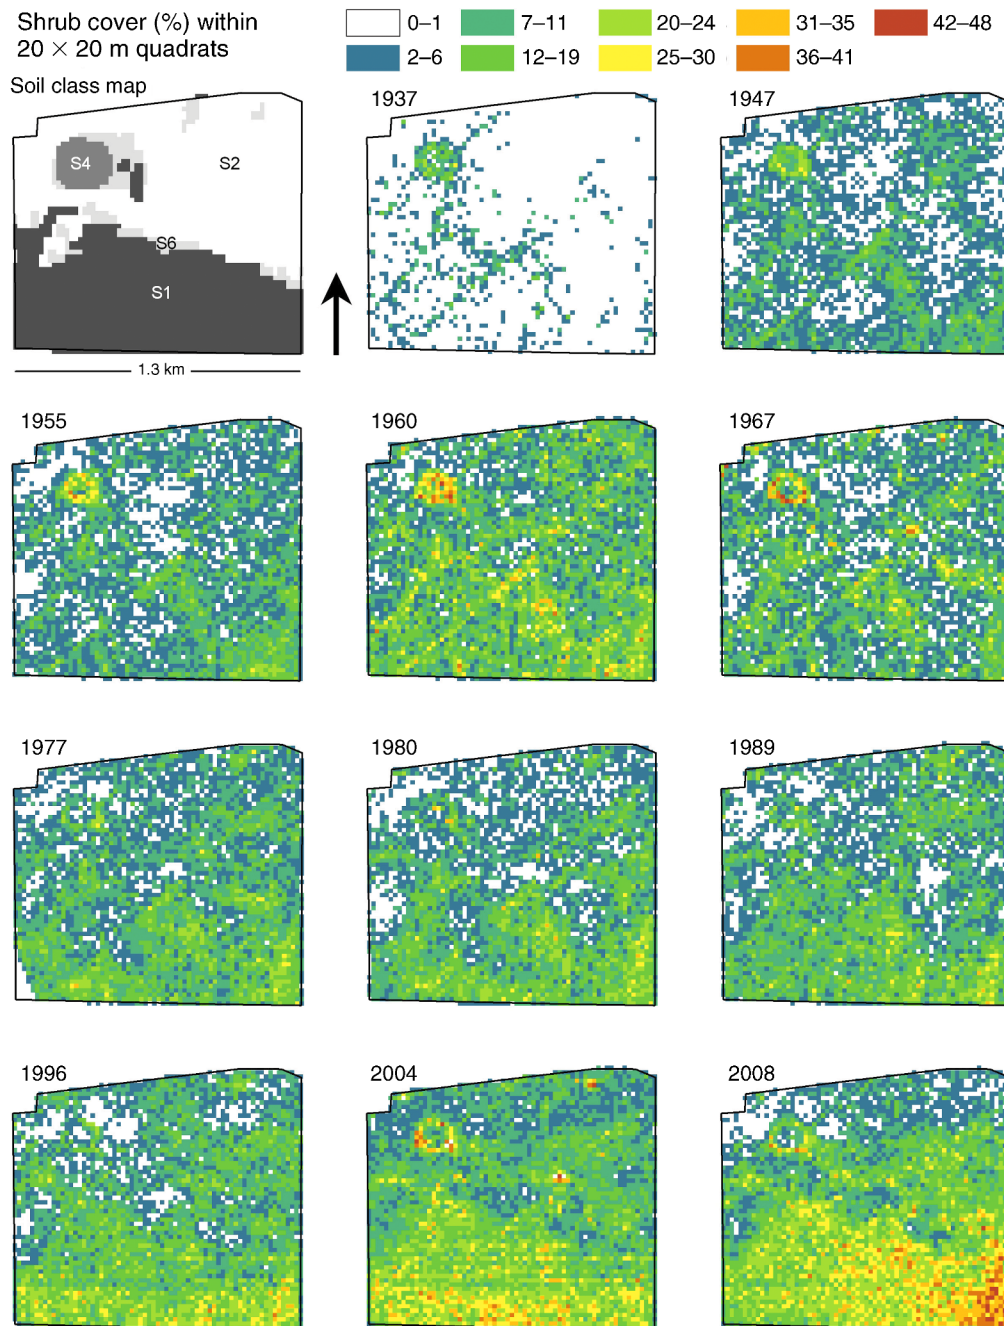 Shrub cover (%) within
20 × 20 m quadrats
0–1
7–11
20–24
31–35
42–48
2–6
12–19
25–30
36–41
Soil class map
S4
S2
S6
S1
1.3 km
1937
1947
1955
1960
1967
1977
1980
1989
1996
2004
2008